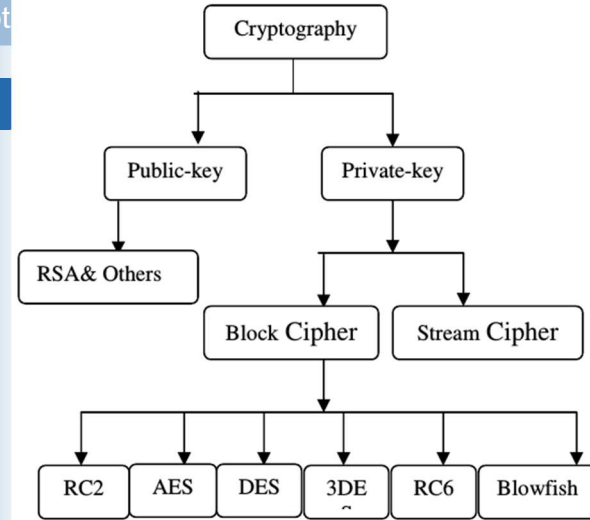 Cryptography
Public-key
Private-key
RSA& Others
Block Cipher
Stream Cipher
RC2
AES
DES
3DE
RC6
Blowfish